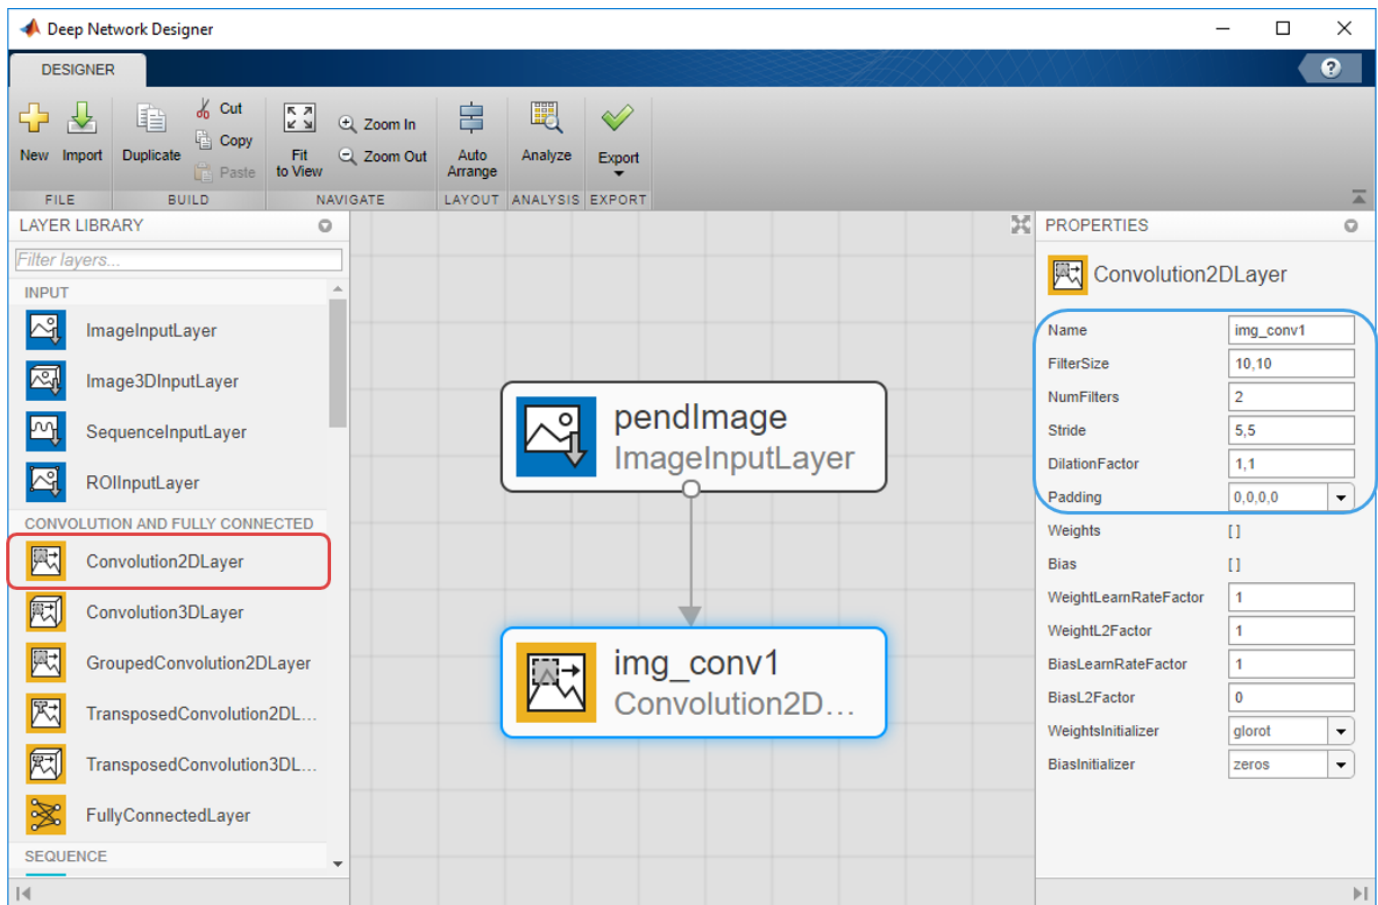 Deep Network Designer
DESIGNER
?
New
Import
Duplicate
Cut
Copy
Paste
Fit
to View
Zoom In
Zoom Out
Auto
Arrange
Analyze
Export
FILE
BUILD
NAVIGATE
LAYOUT
ANALYSIS
EXPORT
LAYER LIBRARY
Filter layers...
INPUT
ImageInputLayer
Image3DInputLayer
SequenceInputLayer
ROIInputLayer
CONVOLUTION AND FULLY CONNECTED
Convolution2DLayer
Convolution3DLayer
GroupedConvolution2DLayer
TransposedConvolution2DL...
TransposedConvolution3DL...
FullyConnectedLayer
SEQUENCE
pendImage
ImageInputLayer
img_conv1
Convolution2D...
PROPERTIES
Convolution2DLayer
Name img_conv1
FilterSize 10,10
NumFilters 2
Stride 5,5
DilationFactor 1,1
Padding 0,0,0,0
Weights [ ]
Bias [ ]
WeightLearnRateFactor 1
WeightL2Factor 1
BiasLearnRateFactor 1
BiasL2Factor 0
WeightsInitializer glorot
BiasInitializer zeros